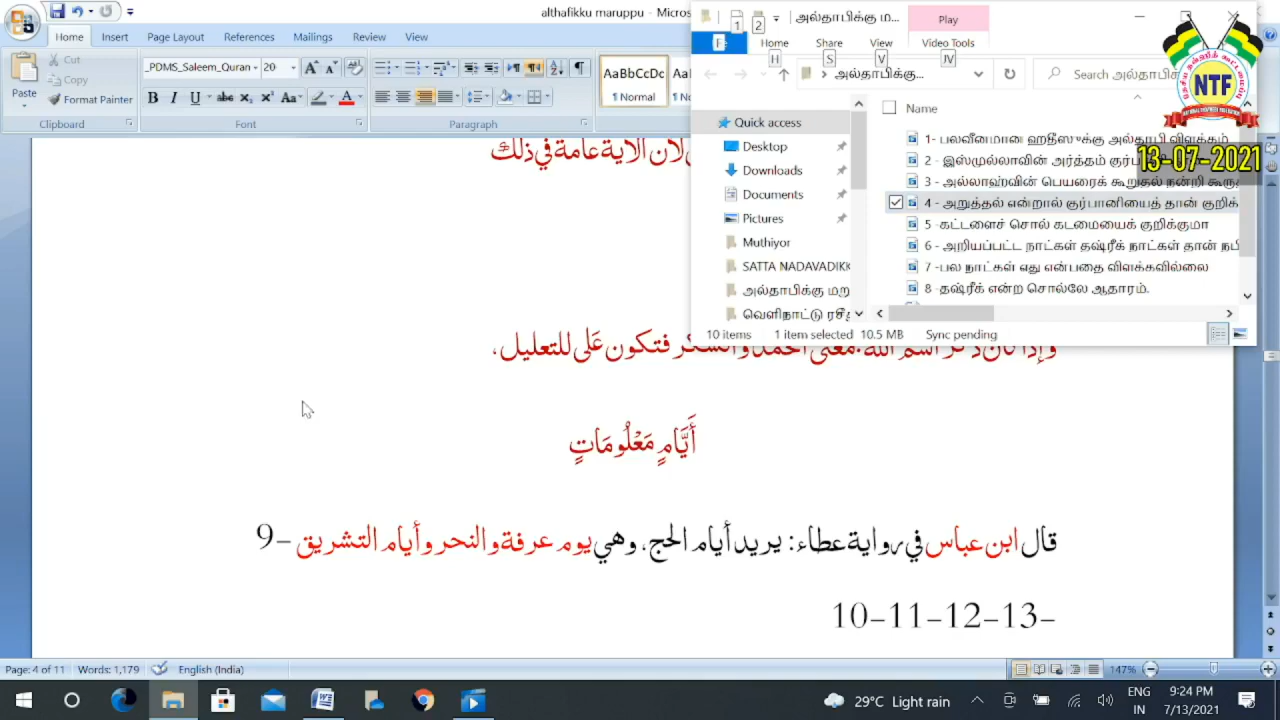 althafikku maruppu - Micros
Home Insert Page Layout References Mailings Review View
Paste
Cut
Copy
Format Painter
Clipboard
_PDMS_Saleem_Quran 20
Font
Paragraph
AaBbCcDc
¶ Normal
அல்தாபிக்கு ம...
Play
Home Share View Video Tools
H S V JV
அல்தாபிக்கு...
Search அல்தாபிக்
NTF
13-07-2021
Quick access
Desktop
Downloads
Documents
Pictures
Muthiyor
SATTA NADAVADIKK
அல்தாபிக்கு மறு
வெளிநாட்டு ரசீத
Name
1- பலவீனமான ஹதீஸுக்கு அல்தாபி விளக்கம்
2 - இஸ்முல்லாவின் அர்த்தம் குர்ப
3 - அல்லாஹ்வின் பெயரைக் கூறுதல் நன்றி கூருத
4 - அறுத்தல் என்றால் குர்பானியைத் தான் குறிக்
5 -கட்டளைச் சொல் கடமையைக் குறிக்குமா
6 - அறியப்பட்ட நாட்கள் தஷ்ரீக் நாட்கள் தான் நபி
7 -பல நாட்கள் எது என்பதை விளக்கவில்லை
8 -தஷ்ரீக் என்ற சொல்லே ஆதாரம்.
10 items 1 item selected 10.5 MB Sync pending
لأن الآية عامة في ذلك
فتكون عَلى للتعليل،
أَيَّامٍ مَعْلُومَاتٍ
قال ابن عباس في رواية عطاء: يريد أيام الحج، وهي يوم عرفة والنحر وأيام التشريق – 9
10–11–12–13–
Page: 4 of 11 Words: 1,179 English (India) 147%
29°C Light rain
ENG
IN
9:24 PM
7/13/2021